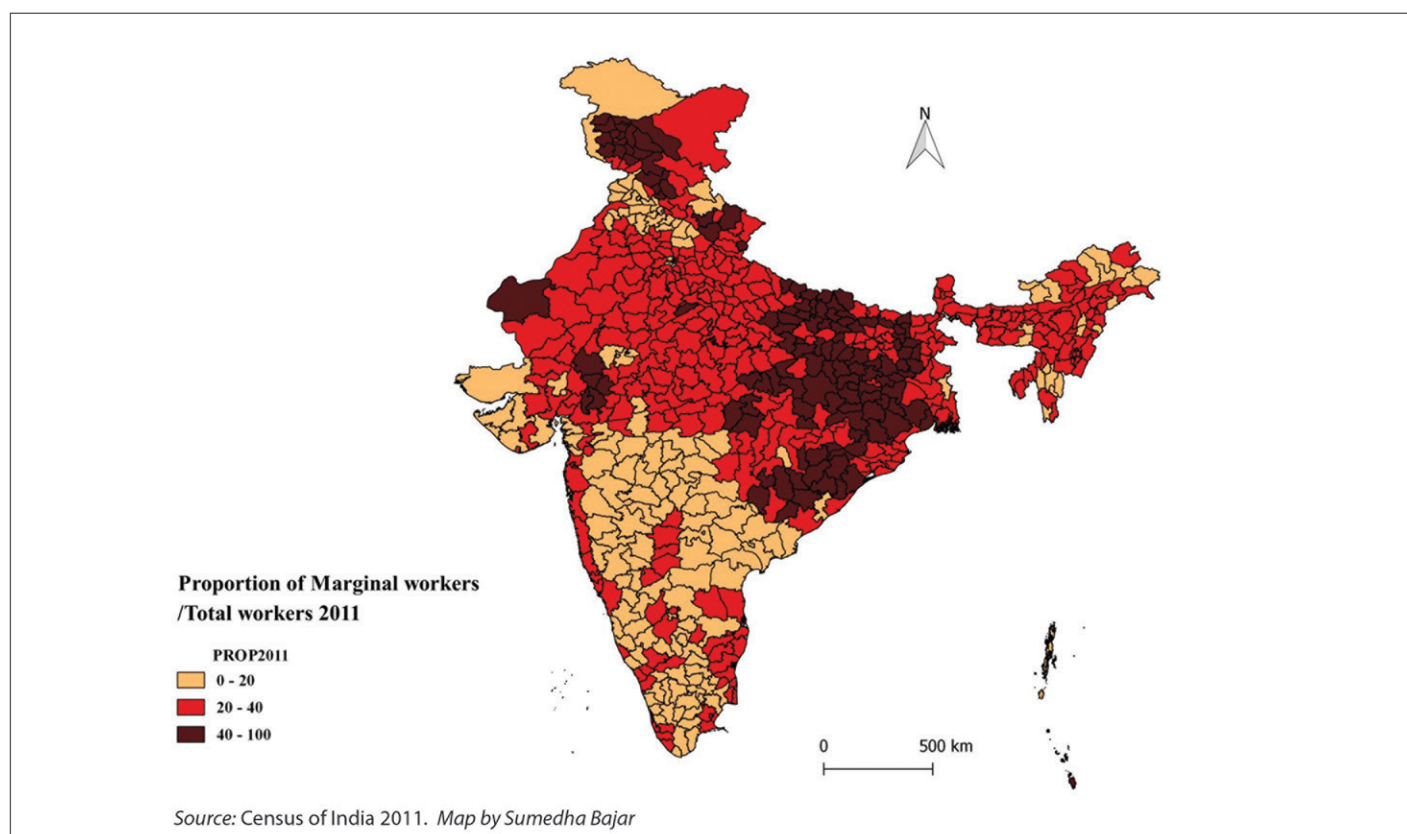 N
Proportion of Marginal workers
/Total workers 2011
PROP2011
0 - 20
20 - 40
40 - 100
0 500 km
Source: Census of India 2011. Map by Sumedha Bajar